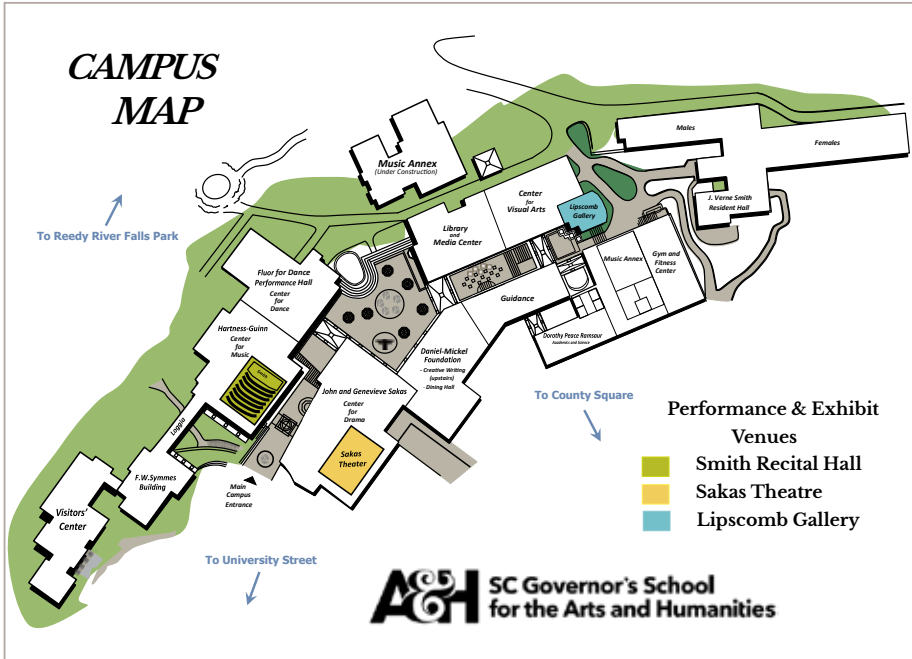 CAMPUS
MAP
Males
Females
Music Annex
(Under Construction)
J. Verne Smith
Resident Hall
Center
for
Visual Arts
Lipscomb
Gallery
To Reedy River Falls Park
Library
and
Media Center
Music Annex
Gym and
Fitness
Center
Fluor for Dance
Performance Hall
Center
for
Dance
Guidance
Hartness-Guinn
Center
for
Music
Smith
Dorothy Peace Ramsaur
Academic and Science
Daniel-Mickel
Foundation
- Creative Writing
(upstairs)
- Dining Hall
John and Genevieve Sakas
Center
for
Drama
To County Square
Loggia
Sakas
Theater
F.W.Symmes
Building
Main
Campus
Entrance
Visitors'
Center
To University Street
Performance & Exhibit
Venues
Smith Recital Hall
Sakas Theatre
Lipscomb Gallery
A&H
SC Governor's School
for the Arts and Humanities